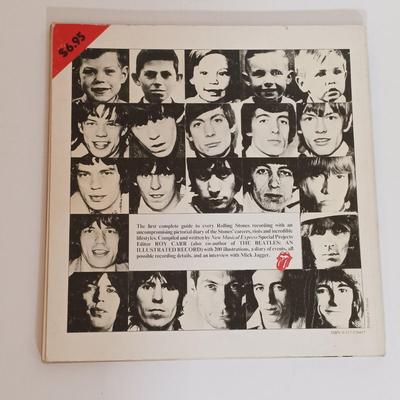 $6.95
The first complete guide to every Rolling Stones recording with an
uncompromising pictorial diary of the Stones' careers, riots and incredible
lifestyles. Compiled and written by New Musical Express Special Projects
Editor ROY CARR (also co-author of THE BEATLES: AN
ILLUSTRATED RECORD) with 200 illustrations, a diary of events, all
possible recording details, and an interview with Mick Jagger.